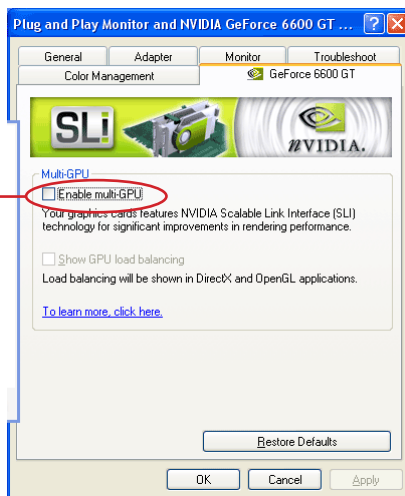 Plug and Play Monitor and NVIDIA GeForce 6600 GT ...
General Adapter Monitor Troubleshoot
Color Management GeForce 6600 GT
SLI
NVIDIA.
Multi-GPU
Enable multi-GPU
Your graphics cards features NVIDIA Scalable Link Interface (SLI)
technology for significant improvements in rendering performance.
Show GPU load balancing
Load balancing will be shown in DirectX and OpenGL applications.
To learn more, click here.
Restore Defaults
OK Cancel Apply